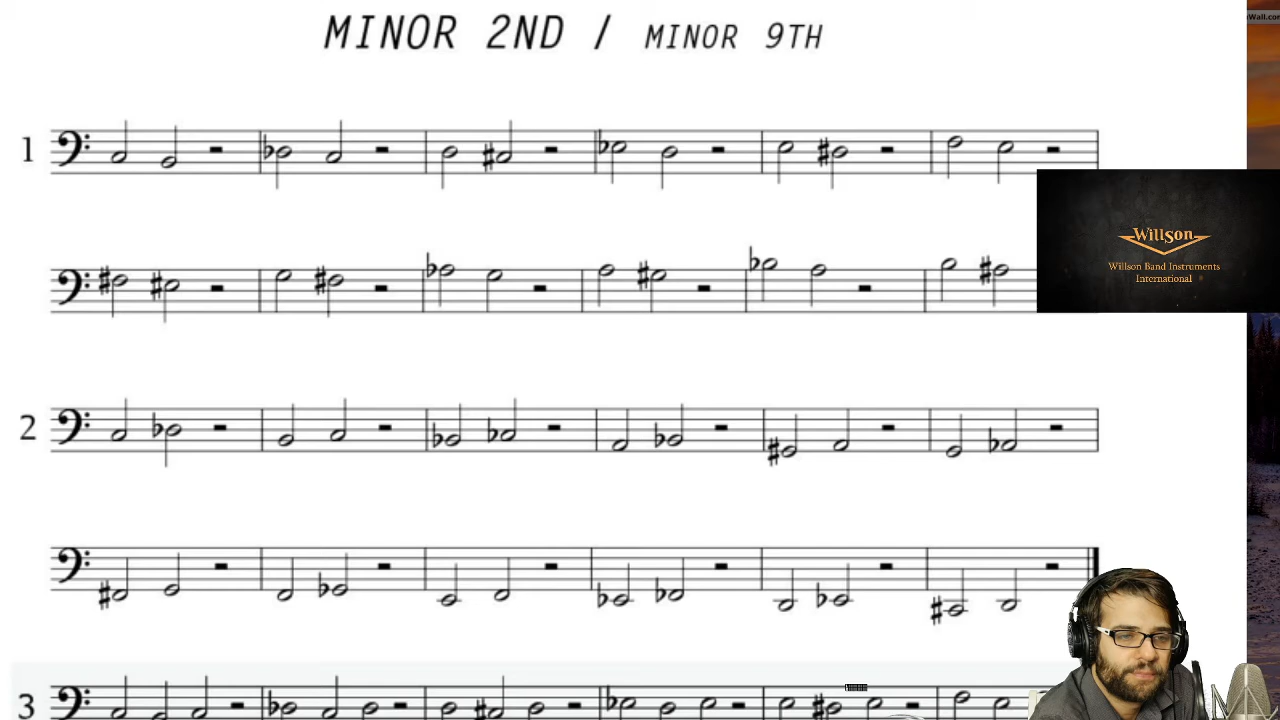 MINOR 2ND / MINOR 9TH
1
Willson
Willson Band Instruments
International
2
3